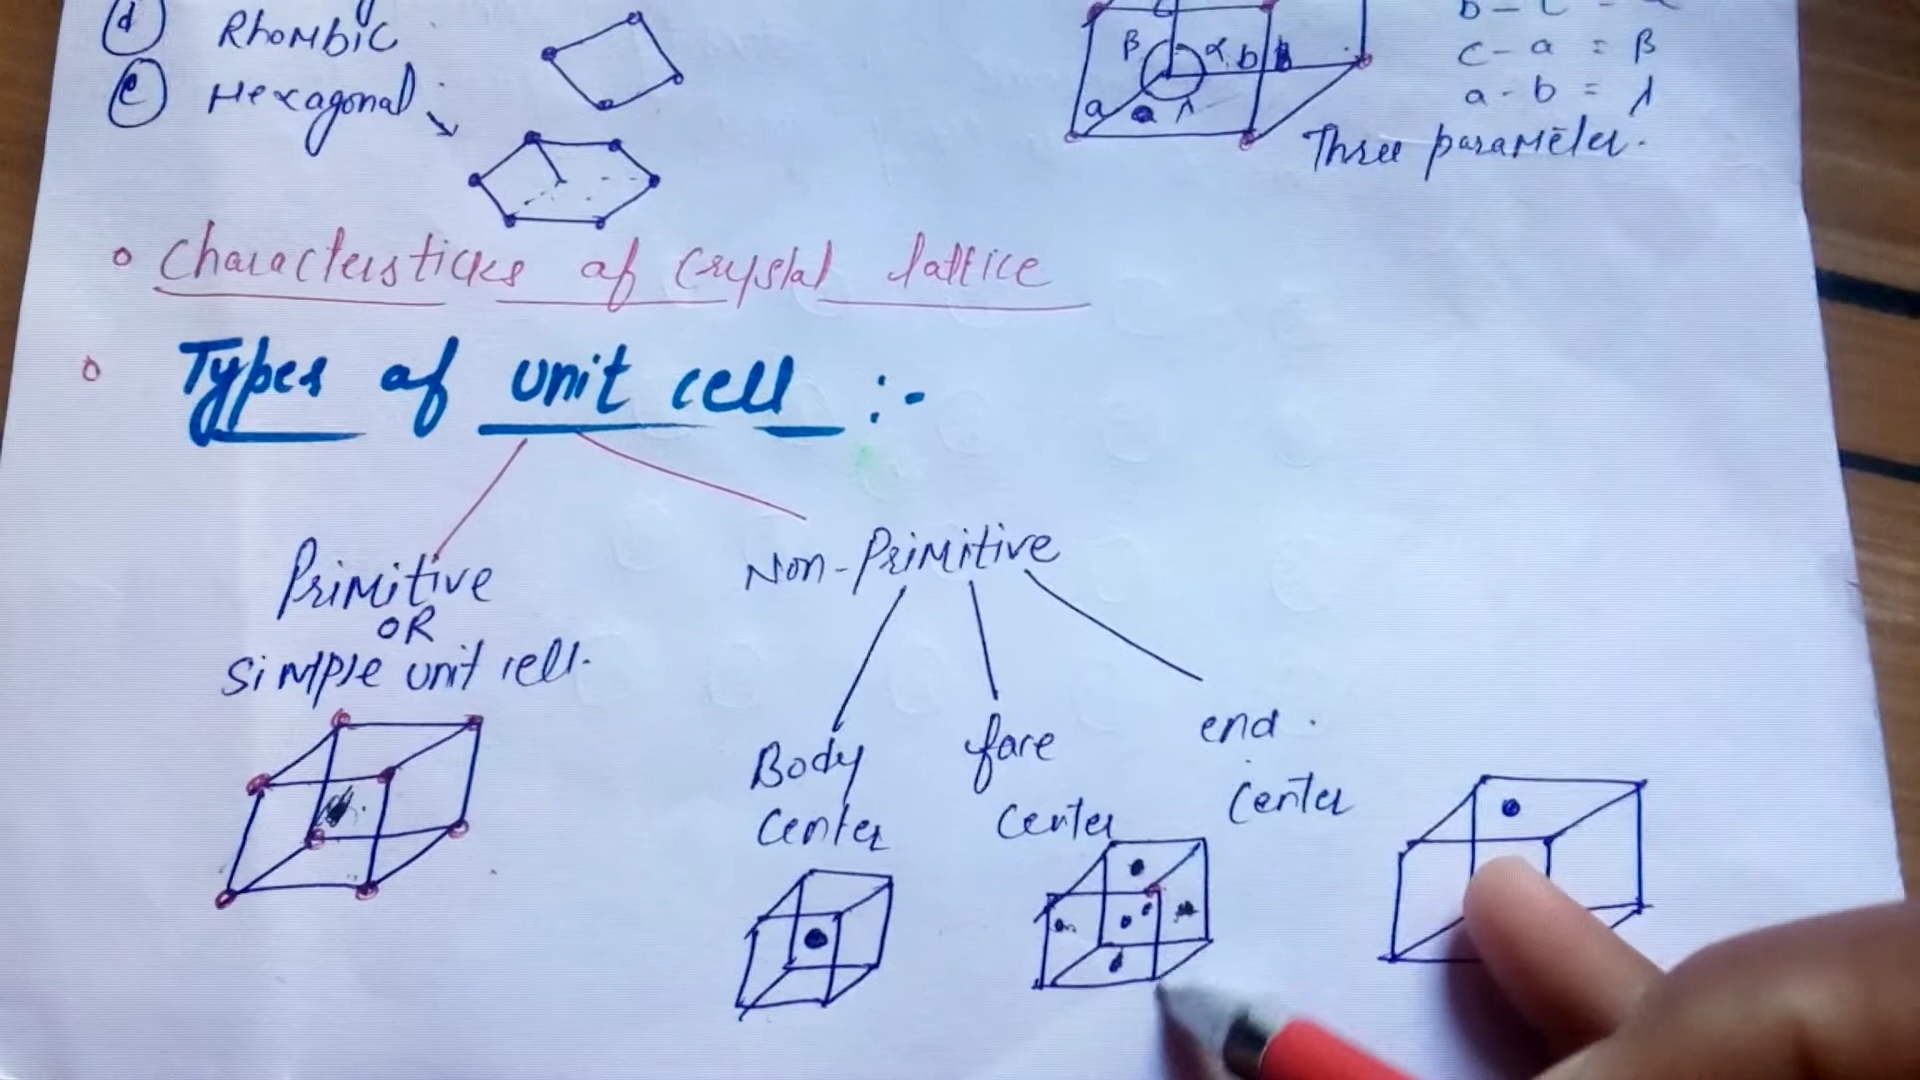 d Rhombic
e Hexagonal
β α b
a λ
b - c = α
c - a = β
a - b = λ
Three parameter.
Characterstickes of crystal lattice
Types of unit cell :-
Primitive
OR
simple unit cell.
Non-Primitive
Body
center
face
center
end.
center